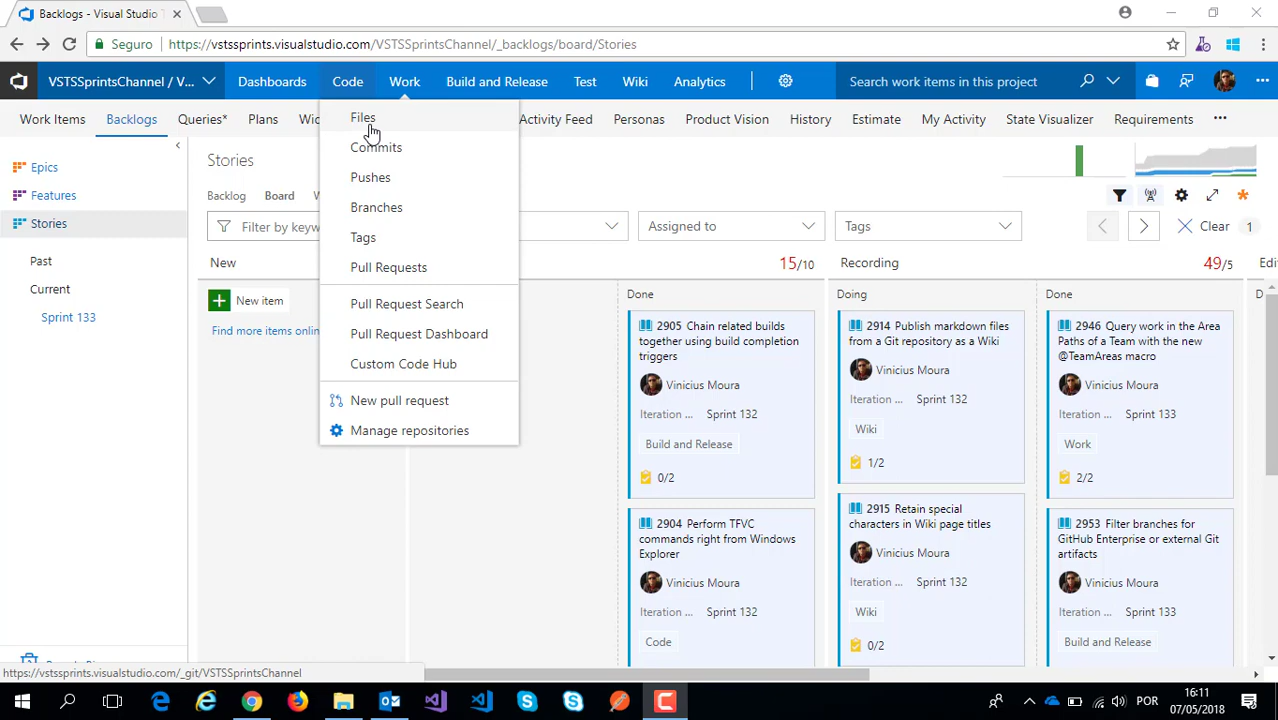 Backlogs - Visual Studio T
Seguro
https://vstssprints.visualstudio.com/VSTSSprintsChannel/_backlogs/board/Stories
VSTSSprintsChannel / V...
Dashboards
Code
Work
Build and Release
Test
Wiki
Analytics
Search work items in this project
Work Items
Backlogs
Queries*
Plans
Files
Activity Feed
Personas
Product Vision
History
Estimate
My Activity
State Visualizer
Requirements
Commits
Pushes
Branches
Tags
Pull Requests
Pull Request Search
Pull Request Dashboard
Custom Code Hub
New pull request
Manage repositories
Epics
Features
Stories
Past
Current
Sprint 133
Stories
Backlog
Board
Filter by keyw
Assigned to
Tags
Clear
1
New
15/10
Recording
49/5
New item
Find more items onlin
Done
Doing
Done
2905 Chain related builds
together using build completion
triggers
Vinicius Moura
Iteration ... Sprint 132
Build and Release
0/2
2904 Perform TFVC
commands right from Windows
Explorer
Vinicius Moura
Iteration ... Sprint 132
Code
2914 Publish markdown files
from a Git repository as a Wiki
Vinicius Moura
Iteration ... Sprint 132
Wiki
1/2
2915 Retain special
characters in Wiki page titles
Vinicius Moura
Iteration ... Sprint 132
Wiki
0/2
2946 Query work in the Area
Paths of a Team with the new
@TeamAreas macro
Vinicius Moura
Iteration ... Sprint 133
Work
2/2
2953 Filter branches for
GitHub Enterprise or external Git
artifacts
Vinicius Moura
Iteration ... Sprint 133
Build and Release
https://vstssprints.visualstudio.com/_git/VSTSSprintsChannel
POR
16:11
07/05/2018